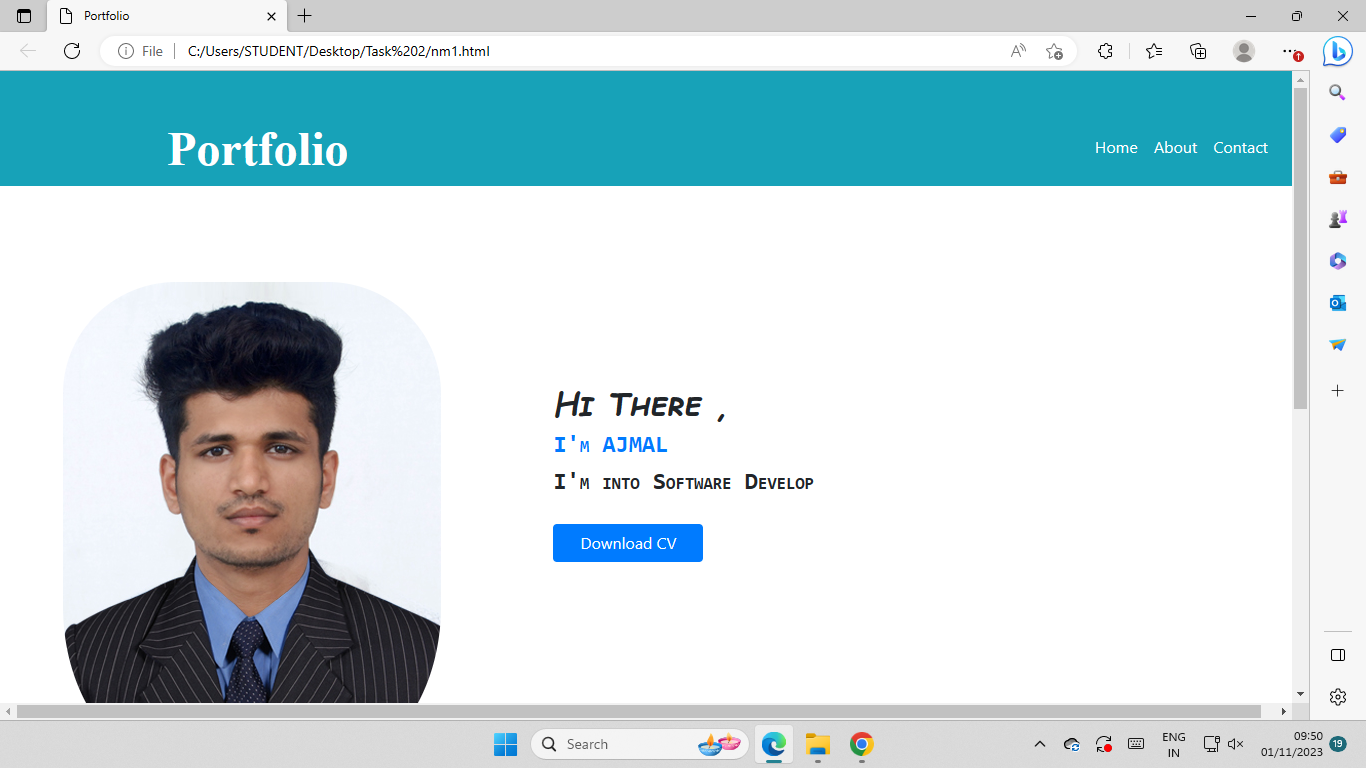 Portfolio
File
C:/Users/STUDENT/Desktop/Task%202/nm1.html
Portfolio
Home About Contact
Hi There ,
I'm AJMAL
I'm into Software Develop
Download CV
Search
ENG
IN
09:50
01/11/2023
19